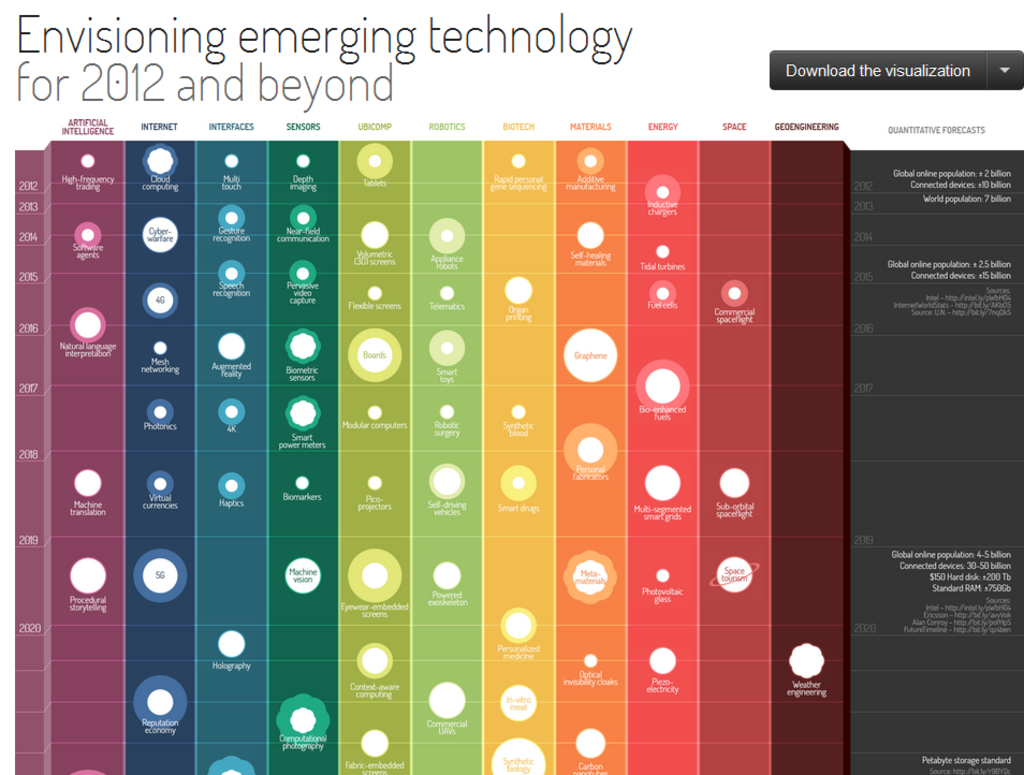 Envisioning emerging technology
for 2012 and beyond
Download the visualization
ARTIFICIAL
INTELLIGENCE
INTERNET
INTERFACES
SENSORS
UBICOMP
ROBOTICS
BIOTECH
MATERIALS
ENERGY
SPACE
GEOENGINEERING
QUANTITATIVE FORECASTS
2012
2013
2014
2015
2016
2017
2018
2019
2020
High-frequency
trading
Software
agents
Natural language
interpretation
Machine
translation
Procedural
storytelling
Cloud
computing
Cyber-
warfare
4G
Mesh
networking
Photonics
Virtual
currencies
5G
Reputation
economy
Multi
touch
Gesture
recognition
Speech
recognition
Augmented
reality
4K
Haptics
Holography
Depth
imaging
Near-field
communication
Pervasive
video
capture
Biometric
sensors
Smart
power meters
Biomarkers
Machine
vision
Computational
photography
Tablets
Volumetric
(3D) screens
Flexible screens
Boards
Modular computers
Pico-
projectors
Eyewear-embedded
screens
Context-aware
computing
Fabric-embedded
screens
Appliance
robots
Telematics
Smart
toys
Robotic
surgery
Self-driving
vehicles
Powered
exoskeleton
Commercial
UAVs
Rapid personal
gene sequencing
Organ
printing
Synthetic
blood
Smart drugs
Personalized
medicine
In-vitro
meat
Synthetic
biology
Additive
manufacturing
Self-healing
materials
Graphene
Personal
fabricators
Meta-
materials
Optical
invisibility cloaks
Carbon
nanotubes
Inductive
chargers
Tidal turbines
Fuel cells
Bio-enhanced
fuels
Multi-segmented
smart grids
Photovoltaic
glass
Piezo-
electricity
Commercial
spaceflight
Sub-orbital
spaceflight
Space
tourism
Weather
engineering
2012
2013
2014
2015
2016
2017
2019
2020
Global online population: ± 2 billion
Connected devices: ±10 billion
World population: 7 billion
Global online population: ± 2.5 billion
Connected devices: ±15 billion
Sources:
Intel - http://intel.ly/pWbH04
InternetWorldStats - http://bit.ly/
Source: U.N. - http://bit.ly/
Global online population: 4-5 billion
Connected devices: 30-50 billion
$150 Hard disk: ±200 Tb
Standard RAM: ±750Gb
Sources:
Intel - http://intel.ly/pWbH04
Ericsson - http://bit.ly/
Alan Conroy - http://bit.ly/
FutureTimeline - http://bit.ly/
Petabyte storage standard
Source: http://bit.ly/